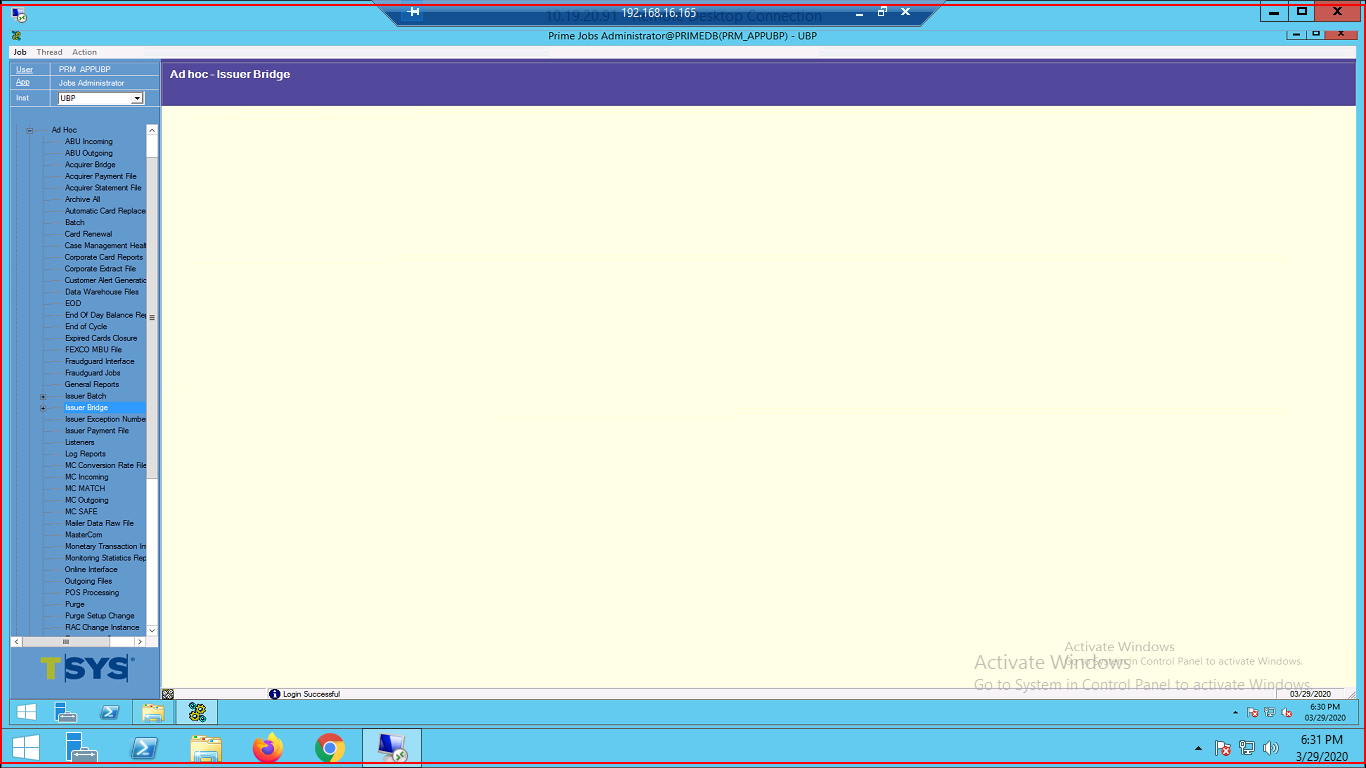 192.168.16.165
10.19.20.91 - Remote Desktop Connection
Prime Jobs Administrator@PRIMEDB(PRM_APPUBP) - UBP
Job Thread Action
User PRM APPUBP
App Jobs Administrator
Inst UBP
Ad hoc - Issuer Bridge
Ad Hoc
ABU Incoming
ABU Outgoing
Acquirer Bridge
Acquirer Payment File
Acquirer Statement File
Archive All
Automatic Card Replace
Batch
Card Renewal
Case Management Healt
Corporate Card Reports
Corporate Extract File
Customer Alert Generatio
Data Warehouse Files
EOD
End Of Day Balance Rep
End of Cycle
Expired Cards Closure
FEXCO MBU File
Fraudguard Interface
Fraudguard Jobs
General Reports
Issuer Batch
Issuer Bridge
Issuer Exception Numbe
Issuer Payment File
Listeners
Log Reports
MC Conversion Rate File
MC Incoming
MC MATCH
MC Outgoing
MC SAFE
Mailer Data Raw File
MasterCom
Monetary Transaction Im
Monitoring Statistics Rep
Online Interface
Outgoing Files
POS Processing
Purge
Purge Setup Change
RAC Change Instance
TSYS®
Activate Windows
Go to System in Control Panel to activate Windows.
Activate Windows
Go to System in Control Panel to activate Windows.
Login Successful
03/29/2020
6:30 PM
03/29/2020
6:31 PM
3/29/2020